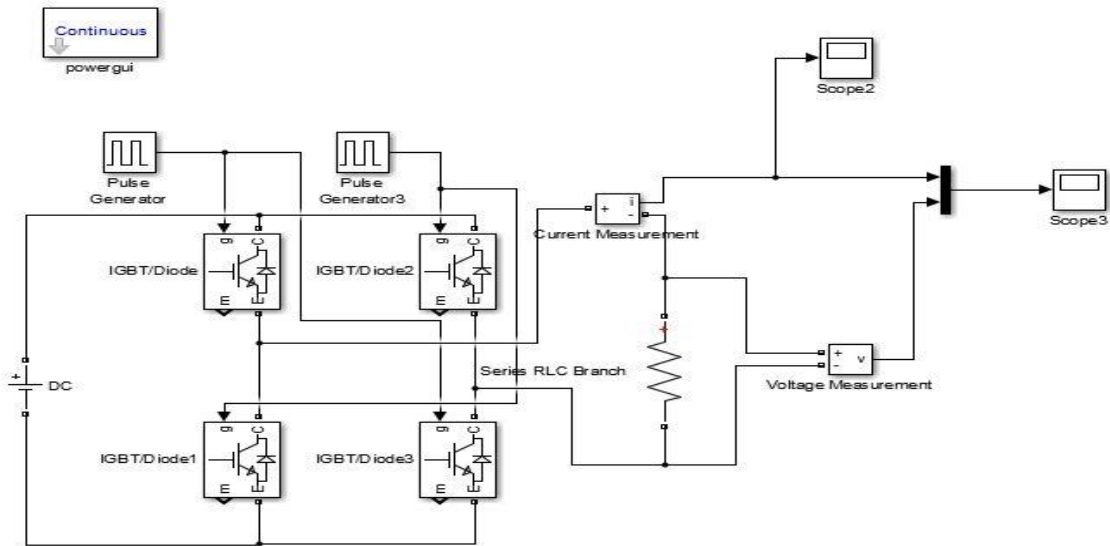 Continuous
powergui
Scope2
Pulse
Generator
Pulse
Generator3
Scope3
i
+
-
Current Measurement
g
C
m
E
IGBT/Diode
g
C
m
E
IGBT/Diode2
+
DC
Series RLC Branch
+
+
-
v
Voltage Measurement
g
C
m
E
IGBT/Diode1
g
C
m
E
IGBT/Diode3